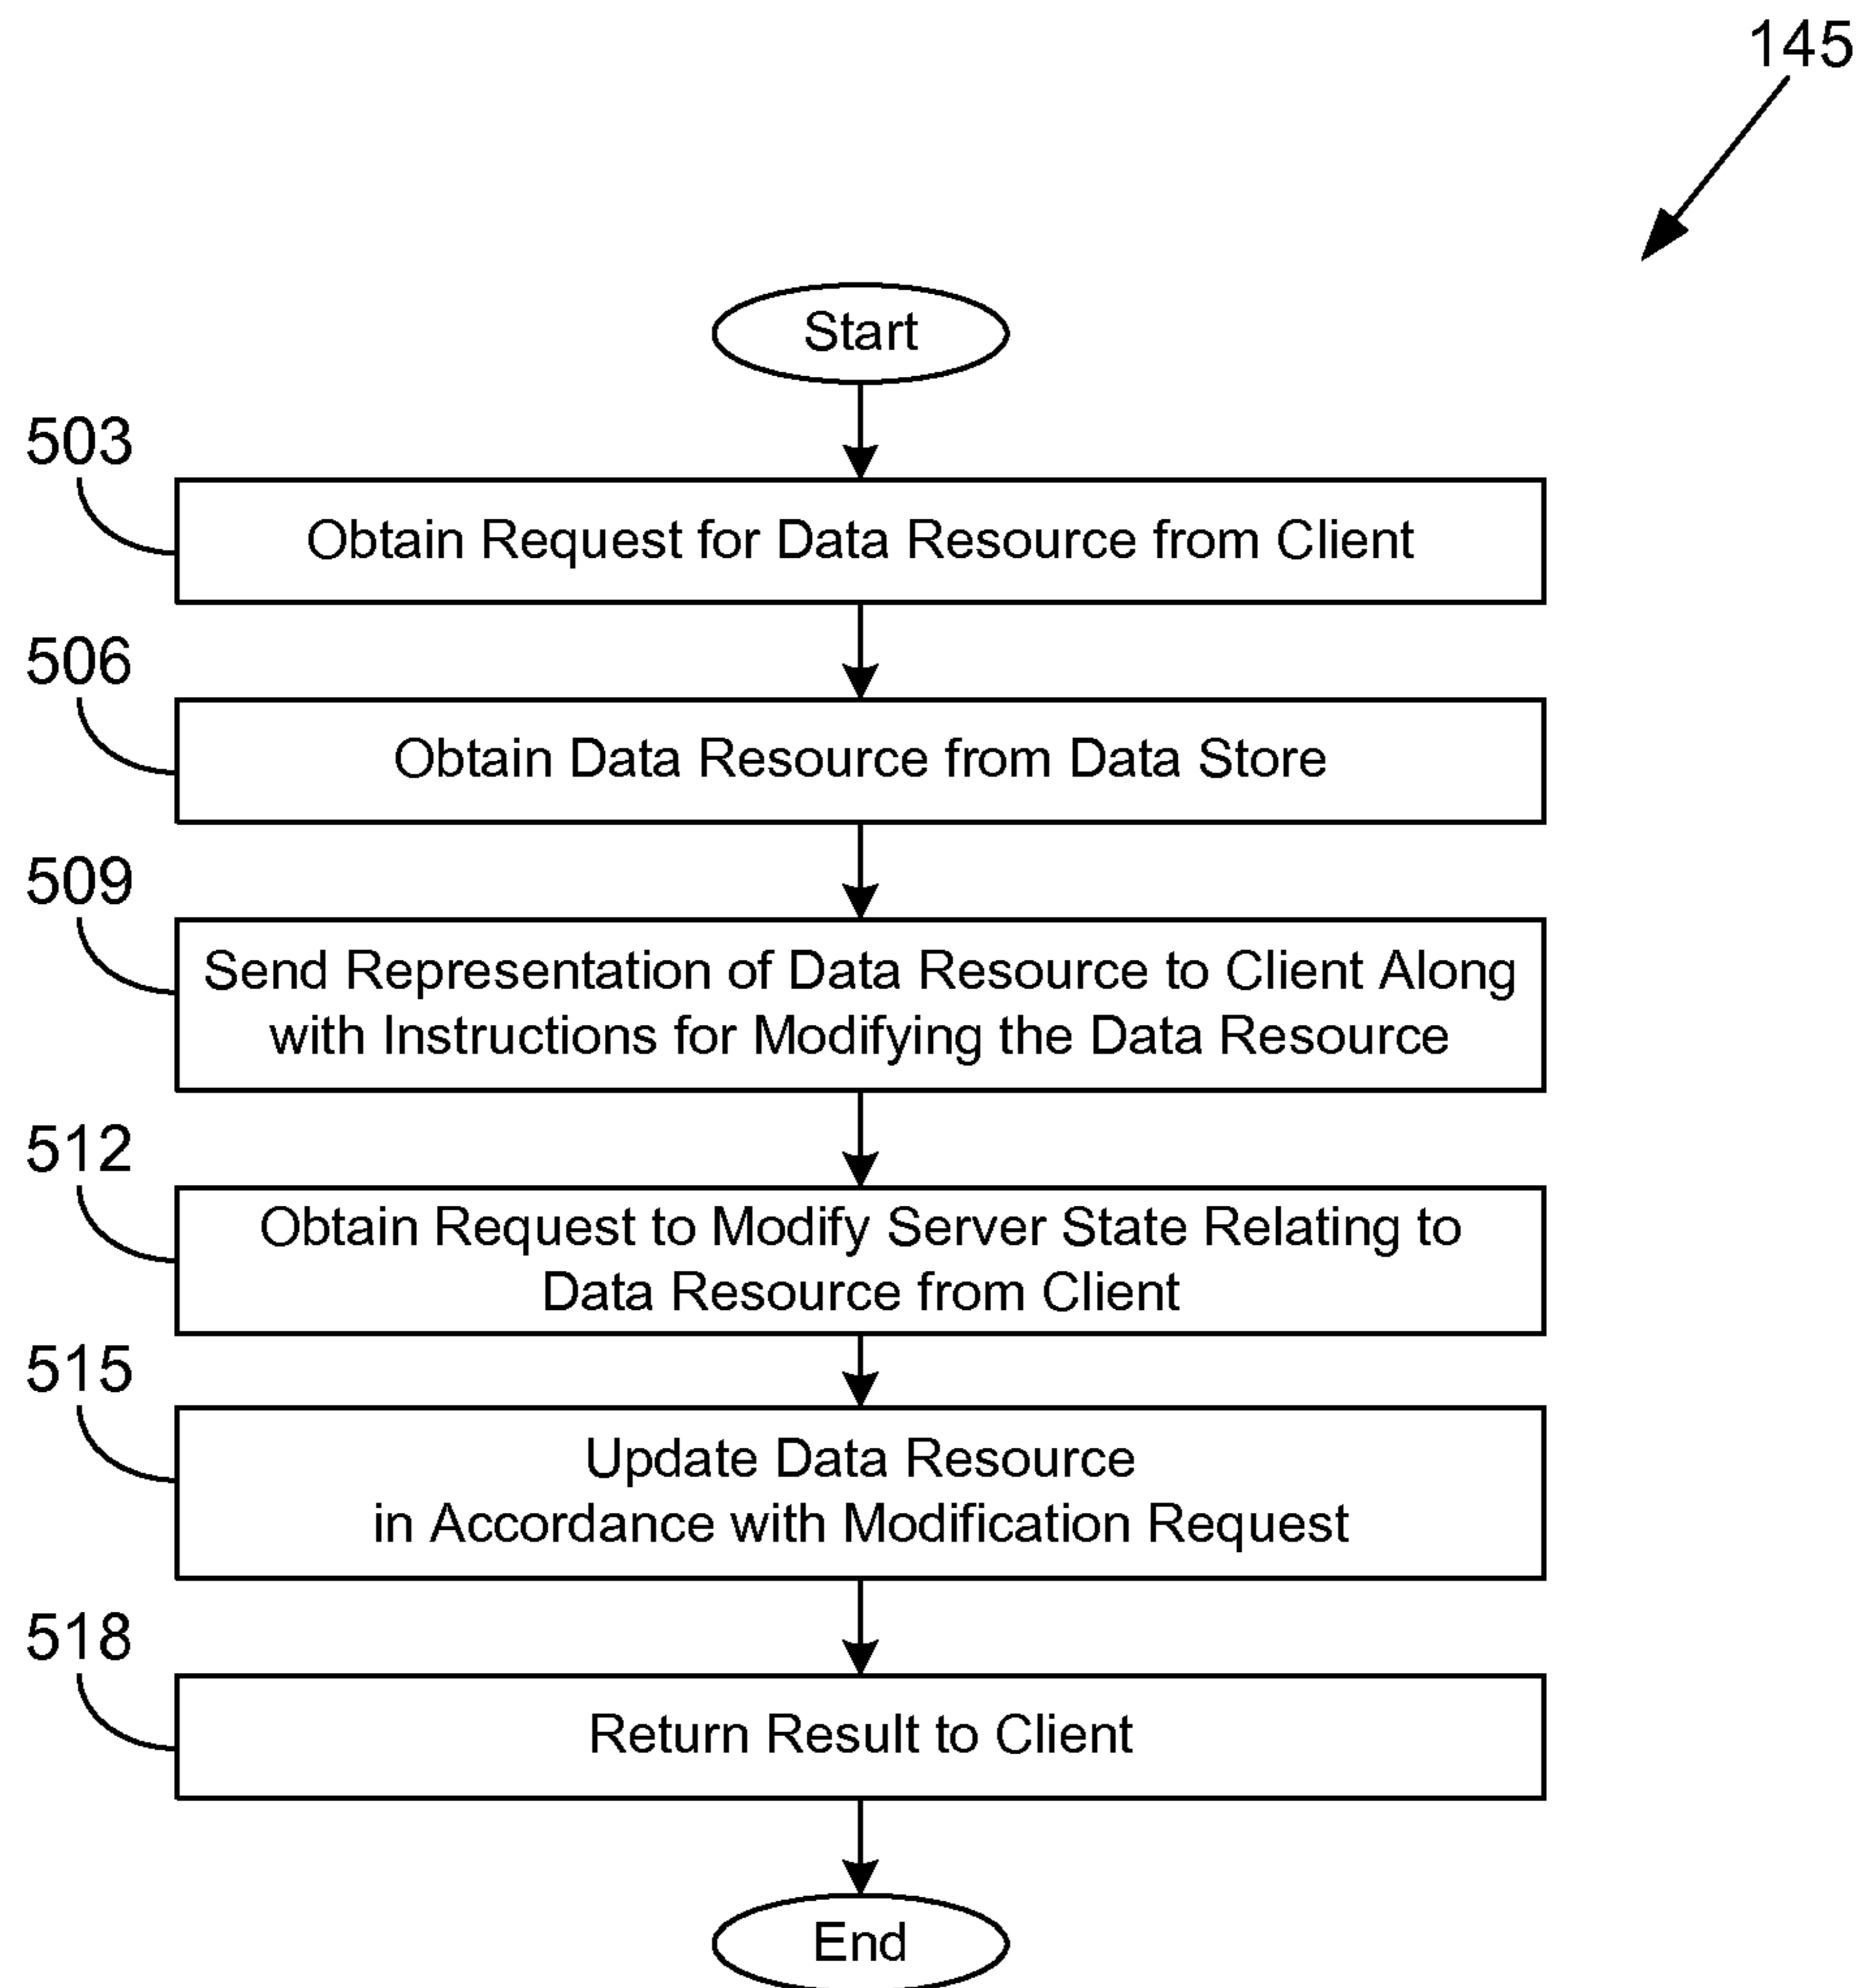 145
Start
503
Obtain Request for Data Resource from Client
506
Obtain Data Resource from Data Store
509
Send Representation of Data Resource to Client Along
with Instructions for Modifying the Data Resource
512
Obtain Request to Modify Server State Relating to
Data Resource from Client
515
Update Data Resource
in Accordance with Modification Request
518
Return Result to Client
End